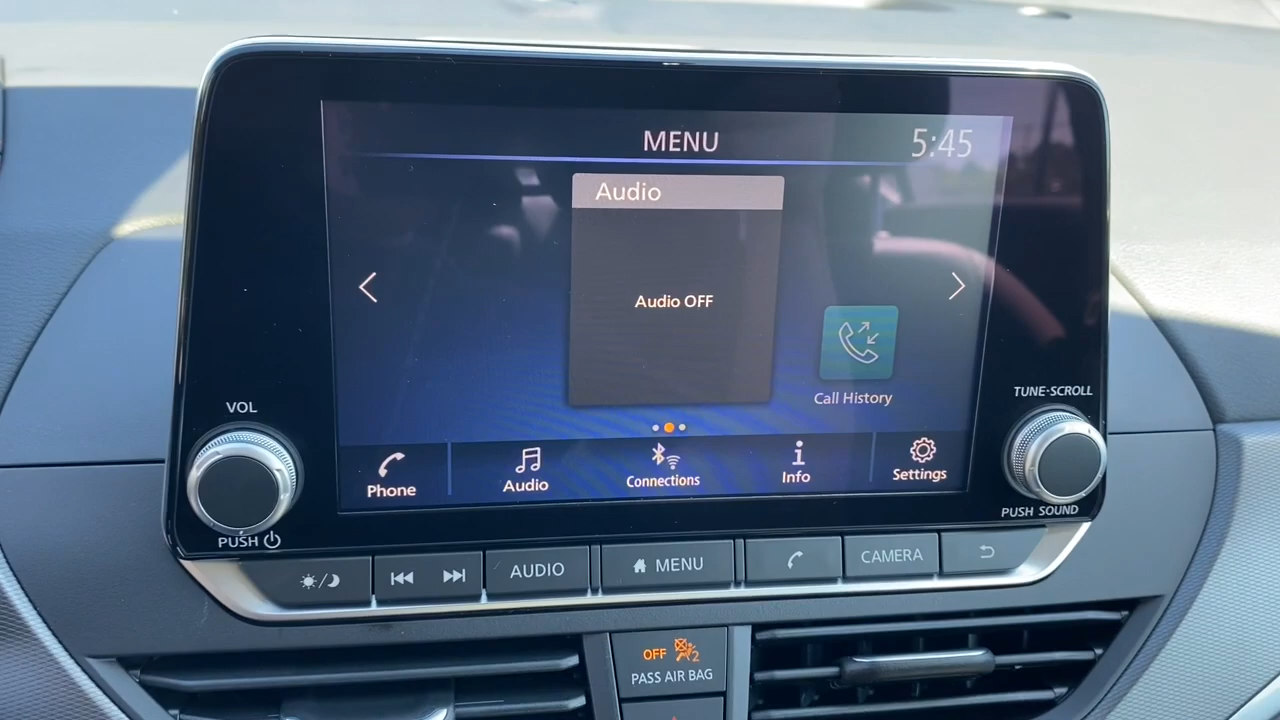 MENU
5:45
Audio
Audio OFF
Call History
Phone
Audio
Connections
Info
Settings
VOL
PUSH
TUNE·SCROLL
PUSH SOUND
AUDIO
MENU
CAMERA
OFF
2
PASS AIR BAG